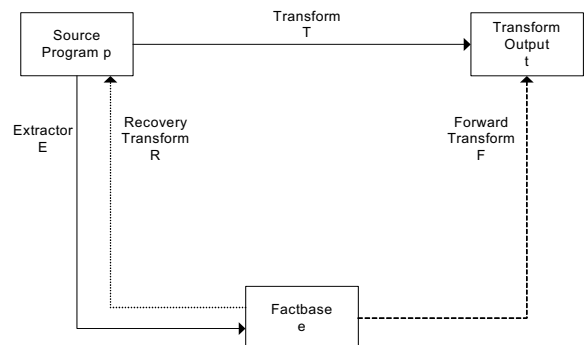 Source
Program p
Transform
T
Transform
Output
t
Extractor
E
Recovery
Transform
R
Forward
Transform
F
Factbase
e